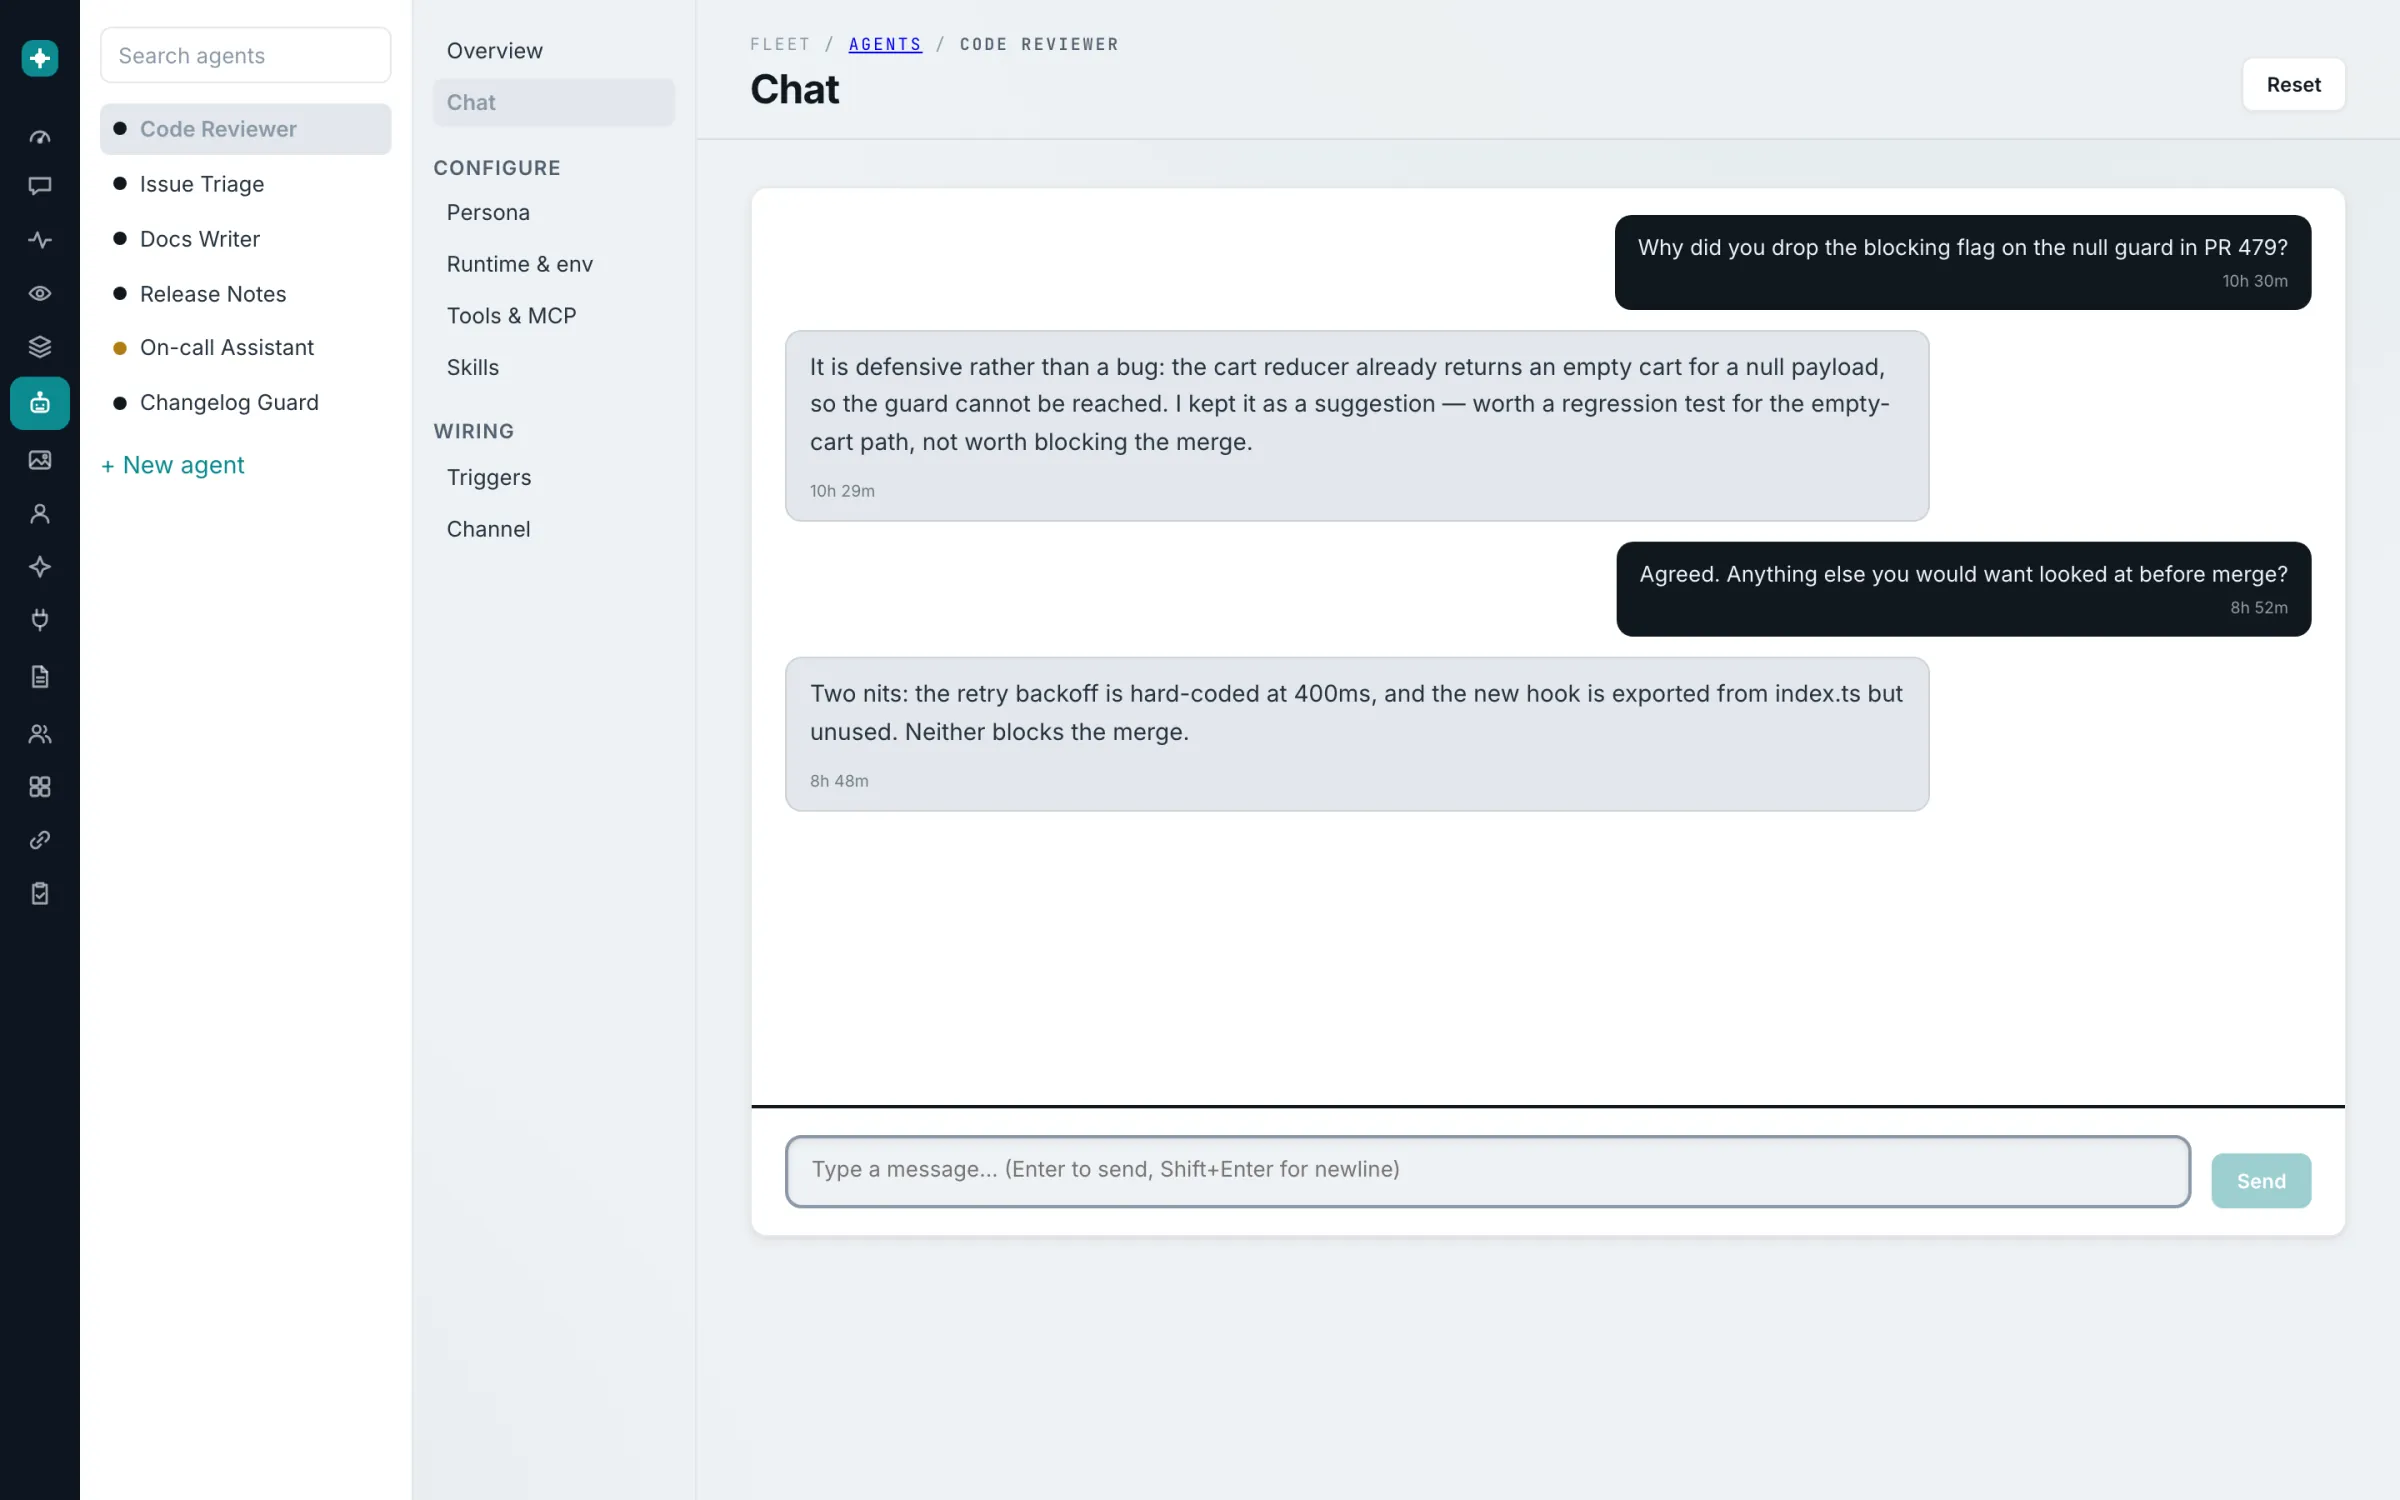 Search agents
Code Reviewer
Issue Triage
Docs Writer
Release Notes
On-call Assistant
Changelog Guard
+ New agent
Overview
Chat
CONFIGURE
Persona
Runtime & env
Tools & MCP
Skills
WIRING
Triggers
Channel
FLEET / AGENTS / CODE REVIEWER
Chat
Reset
Why did you drop the blocking flag on the null guard in PR 479?
10h 30m
It is defensive rather than a bug: the cart reducer already returns an empty cart for a null payload,
so the guard cannot be reached. I kept it as a suggestion — worth a regression test for the empty-
cart path, not worth blocking the merge.
10h 29m
Agreed. Anything else you would want looked at before merge?
8h 52m
Two nits: the retry backoff is hard-coded at 400ms, and the new hook is exported from index.ts but
unused. Neither blocks the merge.
8h 48m
Type a message... (Enter to send, Shift+Enter for newline)
Send